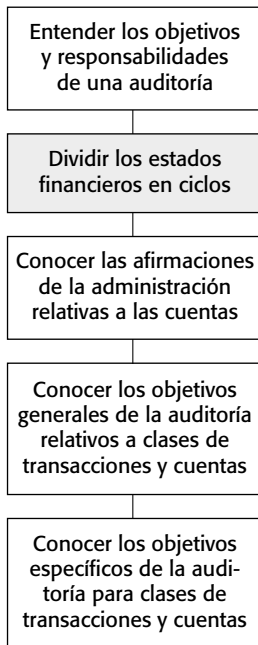 Entender los objetivos
y responsabilidades
de una auditoría
Dividir los estados
financieros en ciclos
Conocer las afirmaciones
de la administración
relativas a las cuentas
Conocer los objetivos
generales de la auditoría
relativos a clases de
transacciones y cuentas
Conocer los objetivos
específicos de la audi-
toría para clases de
transacciones y cuentas